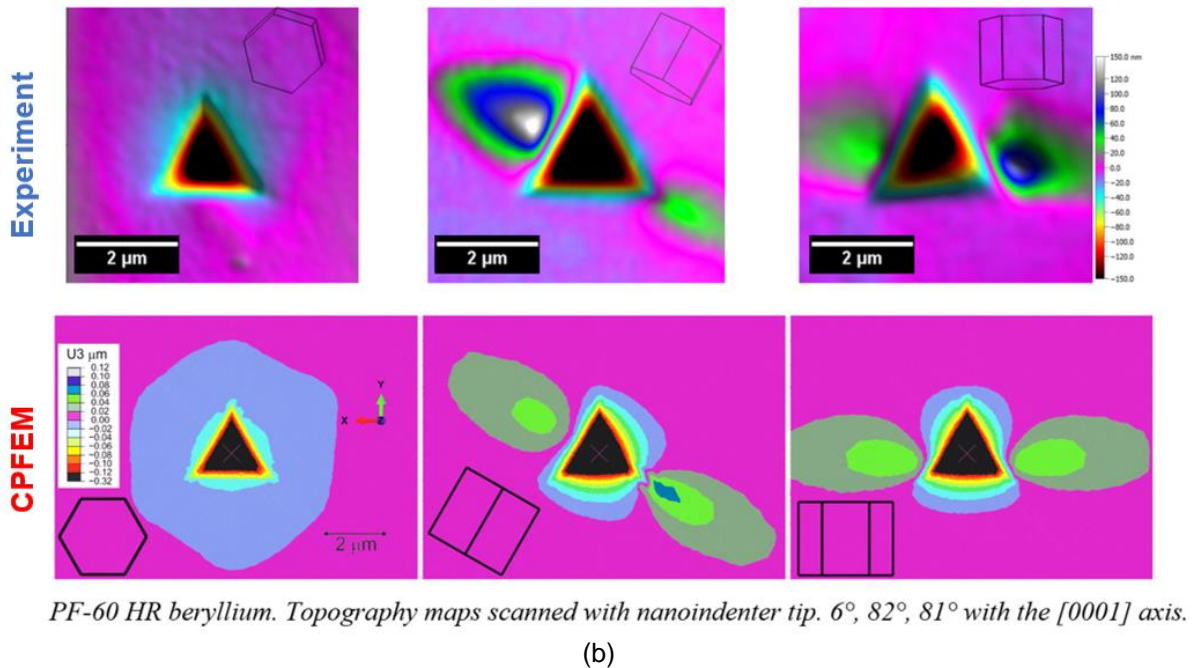 Experiment
2 µm
2 µm
2 µm
150.0 nm
120.0
100.0
80.0
60.0
40.0
20.0
0.0
-20.0
-40.0
-60.0
-80.0
-100.0
-120.0
-150.0
CPFEM
U3 µm
0.12
0.10
0.08
0.06
0.04
0.02
0.00
−0.02
−0.04
−0.06
−0.08
−0.10
−0.12
−0.32
Y
X
2 µm
PF-60 HR beryllium. Topography maps scanned with nanoindenter tip. 6°, 82°, 81° with the [0001] axis.
(b)